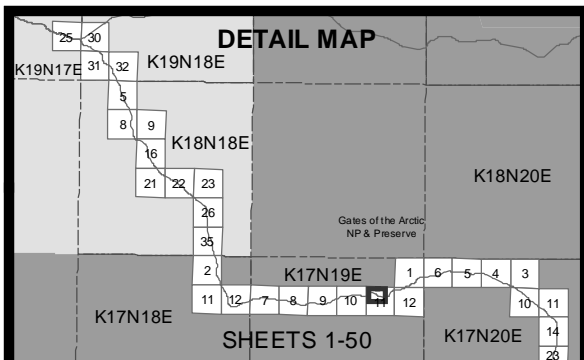 DETAIL MAP
25 30
K19N17E
31 32
K19N18E
5
8 9
K18N18E
16
21 22 23
K18N20E
26
Gates of the Arctic
NP & Preserve
35
2
K17N19E
1 6 5 4 3
11 12 7 8 9 10 11 12
10 11
K17N18E
SHEETS 1-50
K17N20E
14
23